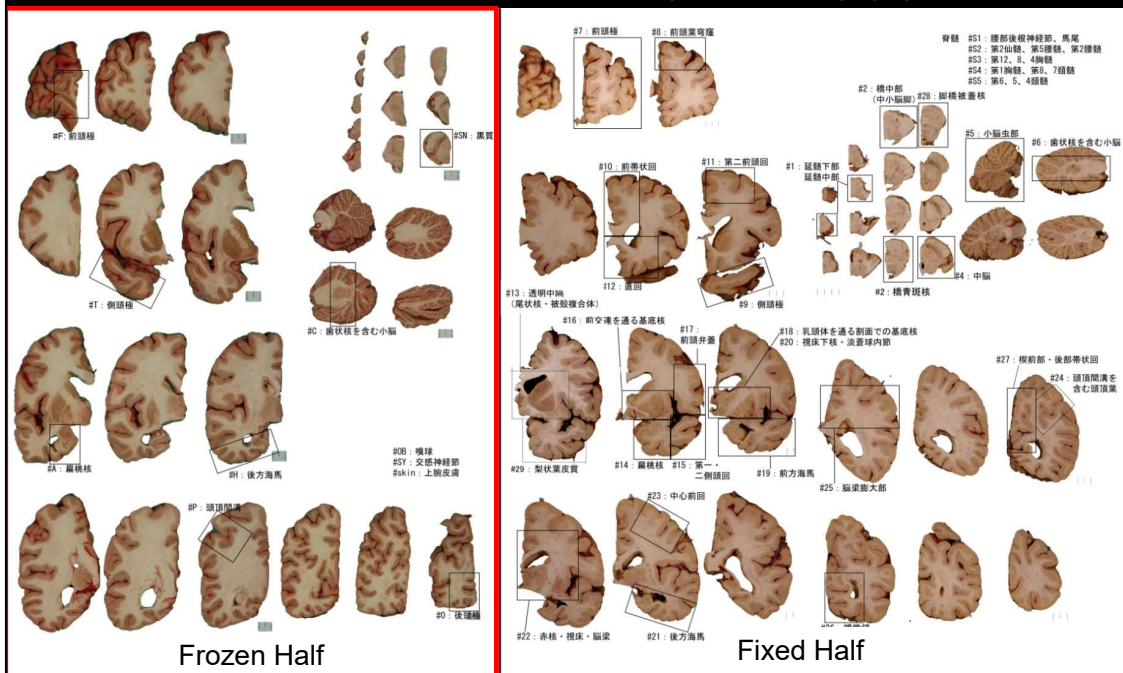 #F：前頭極
#SN：黒質
#T：側頭極
#C：歯状核を含む小脳
#A：扁桃核
#H：後方海馬
#OB：嗅球
#SY：交感神経節
#skin：上腕皮膚
#P：頭頂間溝
#O：後頭極
Frozen Half
#7：前頭極
#8：前頭葉穹窿
脊髄 #S1：腰部後根神経節、馬尾
#S2：第2仙髄、第5腰髄、第2腰髄
#S3：第12、8、4胸髄
#S4：第1胸髄、第8、7頚髄
#S5：第6、5、4頚髄
#2：橋中部
（中小脳脚）
#28：脚橋被蓋核
#5：小脳虫部
#6：歯状核を含む小脳
#1：延髄下部
延髄中部
#10：前帯状回
#11：第二前頭回
#12：直回
#9：側頭極
#2：橋青斑核
#4：中脳
#13：透明中隔
（尾状核・被殻複合体）
#16：前交連を通る基底核
#17：
前頭弁蓋
#18：乳頭体を通る割面での基底核
#20：視床下核・淡蒼球内節
#27：楔前部・後部帯状回
#24：頭頂間溝を
含む頭頂葉
#29：梨状葉皮質
#14：扁桃核
#15：第一・
二側頭回
#19：前方海馬
#25：脳梁膨大部
#23：中心前回
#22：赤核・視床・脳梁
#21：後方海馬
Fixed Half